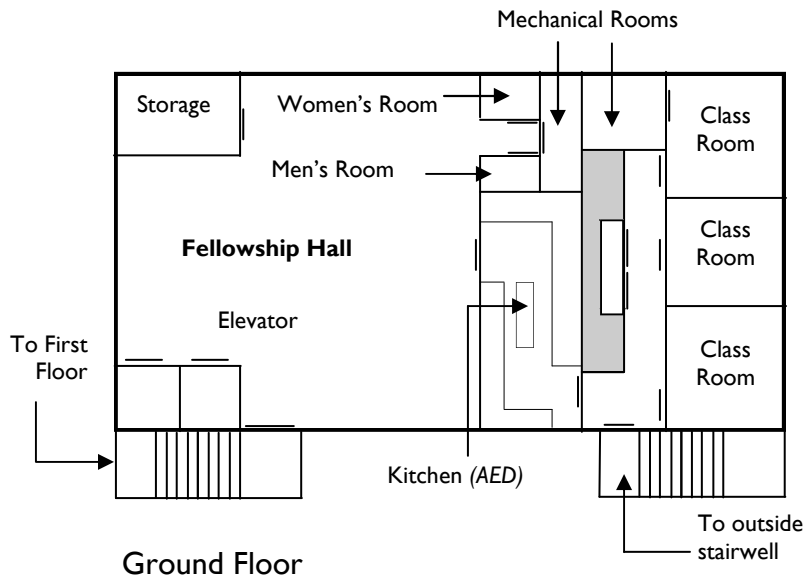 Mechanical Rooms
Storage
Women's Room
Class
Room
Men's Room
Fellowship Hall
Class
Room
Elevator
To First
Floor
Class
Room
Kitchen (AED)
To outside
stairwell
Ground Floor